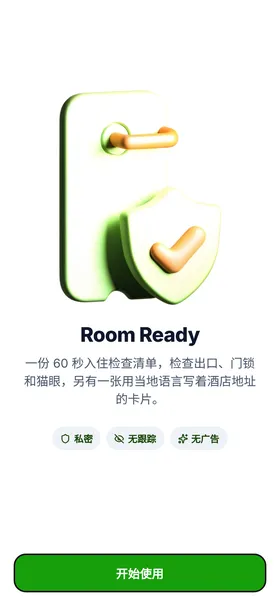 Room Ready
一份 60 秒入住检查清单，检查出口、门锁
和猫眼，另有一张用当地语言写着酒店地址
的卡片。
私密 无跟踪 无广告
开始使用